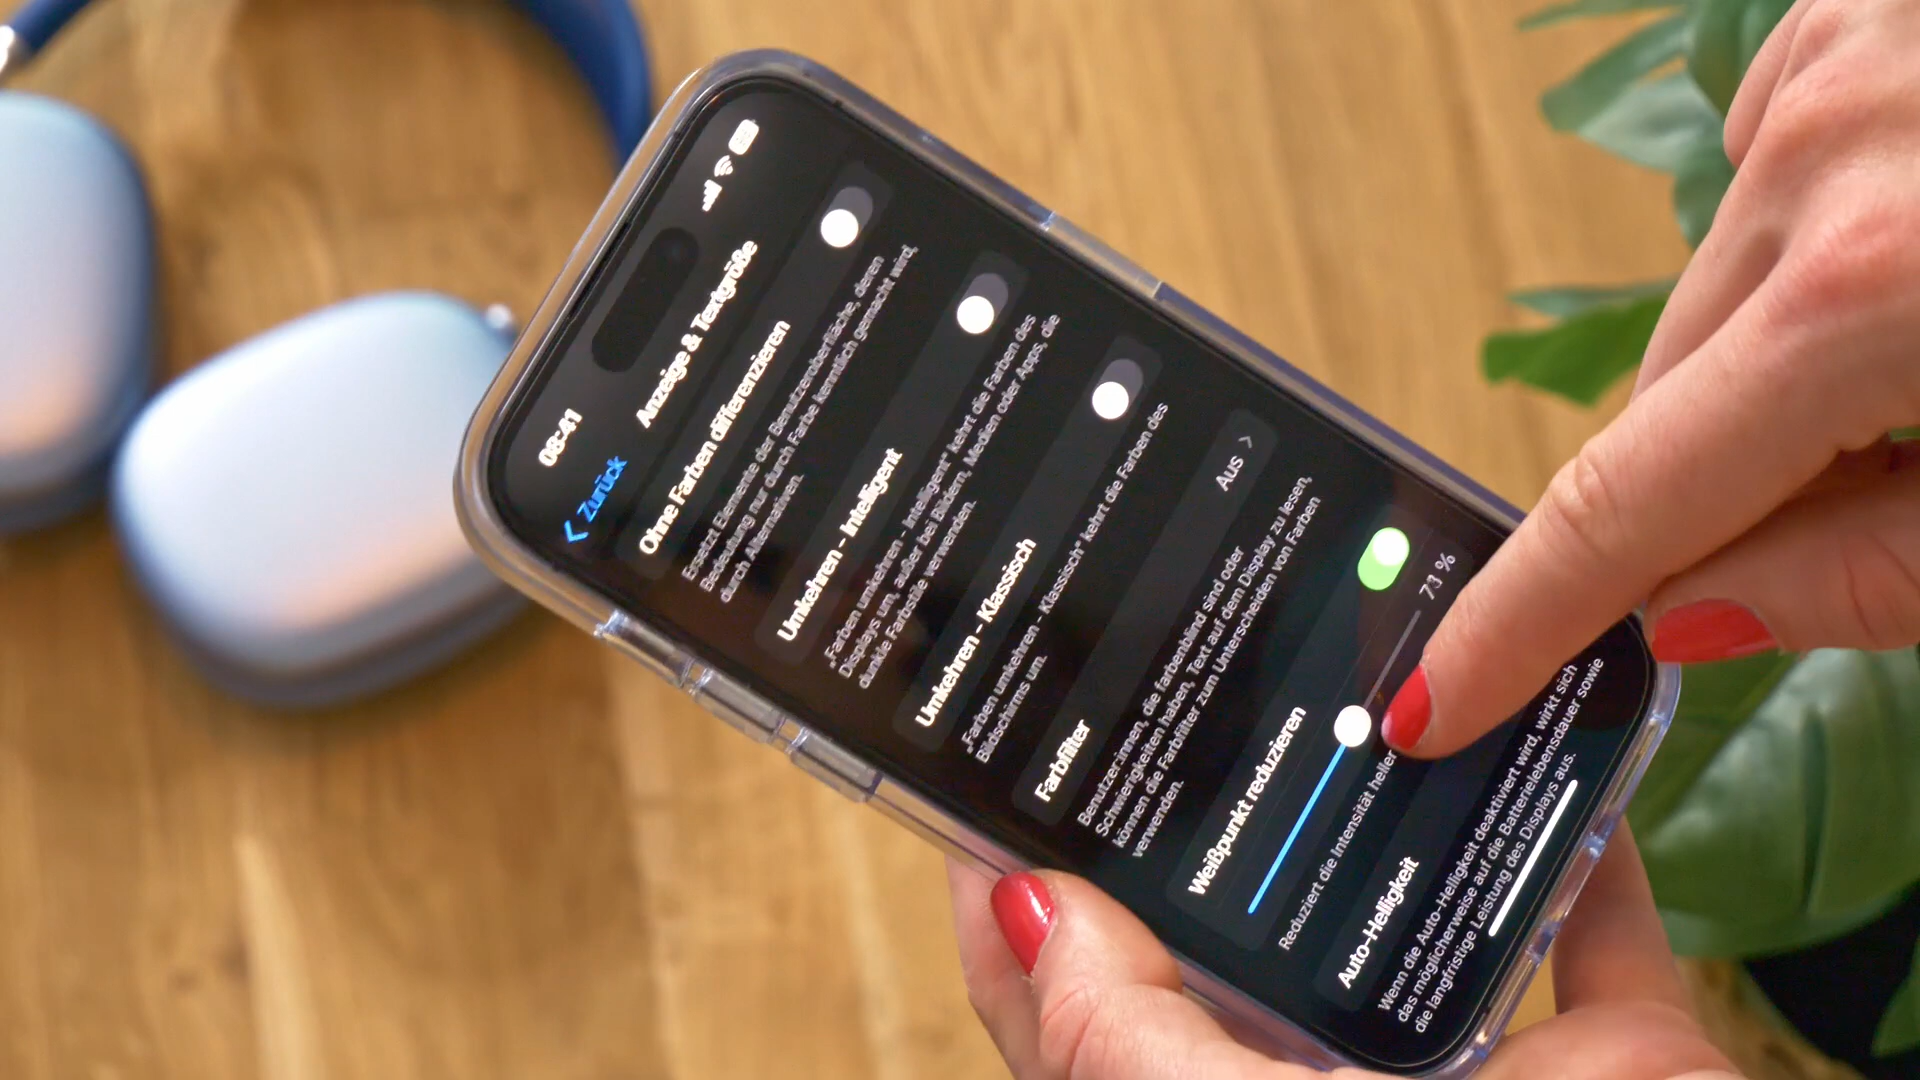 08:41
Zurück
Anzeige & Textgröße
Ohne Farben differenzieren
Ersetzt Elemente der Benutzeroberfläche, deren
Bedeutung nur durch Farbe kenntlich gemacht wird,
durch Alternativen.
Umkehren - Intelligent
„Farben umkehren - Intelligent“ kehrt die Farben des
Displays um, außer bei Bildern, Medien oder Apps, die
dunkle Farbstile verwenden.
Umkehren - Klassisch
„Farben umkehren - Klassisch“ kehrt die Farben des
Bildschirms um.
Farbfilter Aus
Benutzer:innen, die farbenblind sind oder
Schwierigkeiten haben, Text auf dem Display zu lesen,
können die Farbfilter zum Unterscheiden von Farben
verwenden.
Weißpunkt reduzieren
73 %
Reduziert die Intensität heller
Auto-Helligkeit
Wenn die Auto-Helligkeit deaktiviert wird, wirkt sich
das möglicherweise auf die Batterielebensdauer sowie
die langfristige Leistung des Displays aus.